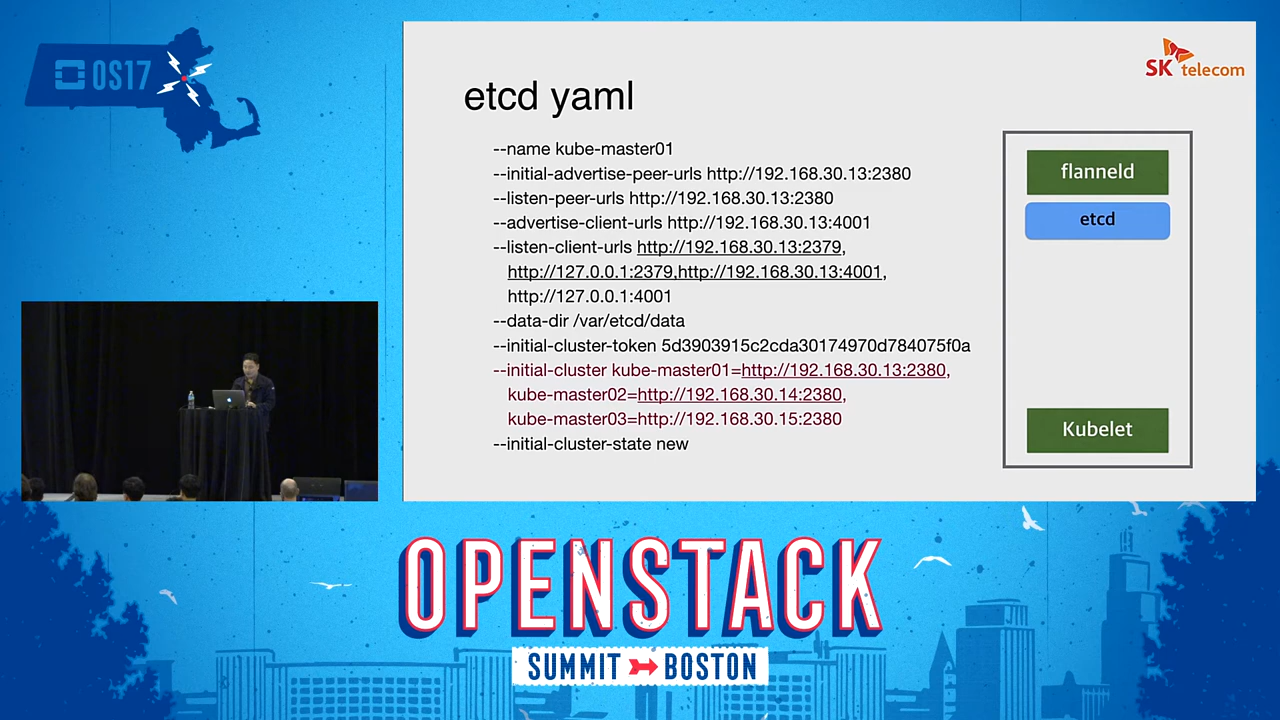 OS17
SK telecom
etcd yaml
--name kube-master01
--initial-advertise-peer-urls http://192.168.30.13:2380
--listen-peer-urls http://192.168.30.13:2380
--advertise-client-urls http://192.168.30.13:4001
--listen-client-urls http://192.168.30.13:2379,
http://127.0.0.1:2379,http://192.168.30.13:4001,
http://127.0.0.1:4001
--data-dir /var/etcd/data
--initial-cluster-token 5d3903915c2cda30174970d784075f0a
--initial-cluster kube-master01=http://192.168.30.13:2380,
kube-master02=http://192.168.30.14:2380,
kube-master03=http://192.168.30.15:2380
--initial-cluster-state new
flanneld
etcd
Kubelet
OPENSTACK
SUMMIT BOSTON